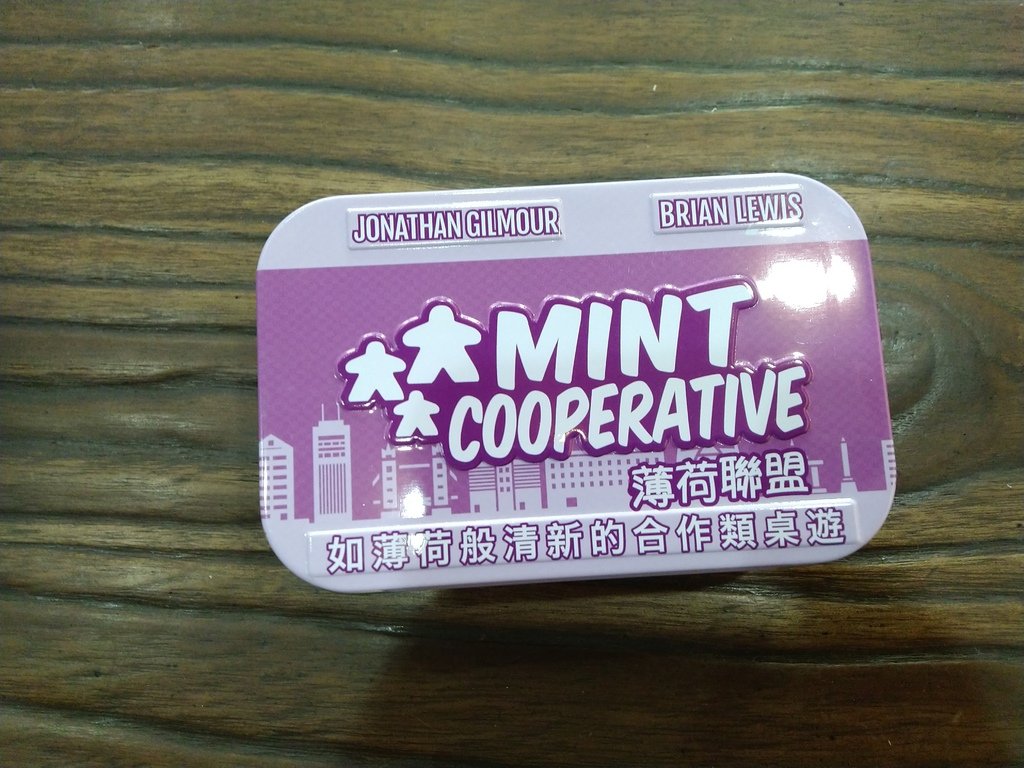 JONATHAN GILMOUR
BRIAN LEWIS
MINT
COOPERATIVE
薄荷聯盟
如薄荷般清新的合作類桌遊